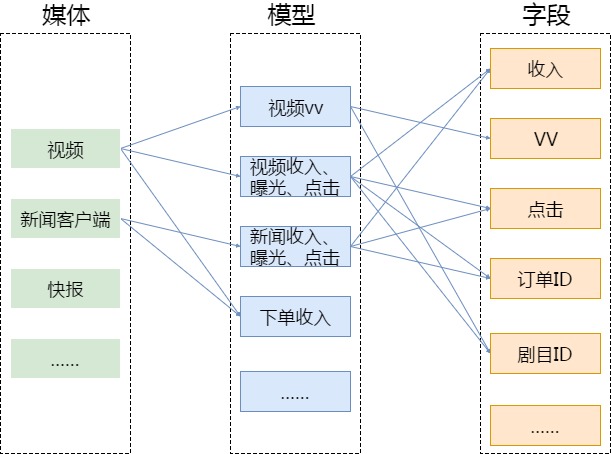 媒体
模型
字段
视频
新闻客户端
快报
……
视频vv
视频收入、
曝光、点击
新闻收入、
曝光、点击
下单收入
……
收入
VV
点击
订单ID
剧目ID
……